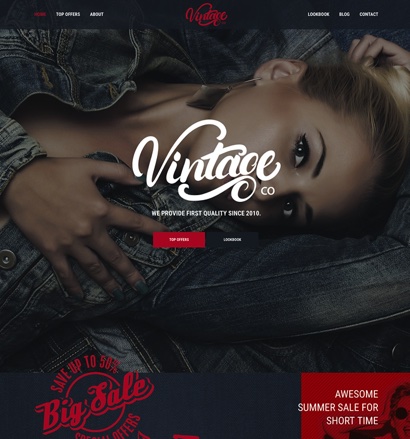 HOME
TOP OFFERS
ABOUT
Vintage
LOOKBOOK
BLOG
CONTACT
Vintage
CO
WE PROVIDE FIRST QUALITY SINCE 2010.
TOP OFFERS
LOOKBOOK
SAVE UP TO 50%
Big Sale
SPECIAL OFFERS
AWESOME
SUMMER SALE FOR
SHORT TIME